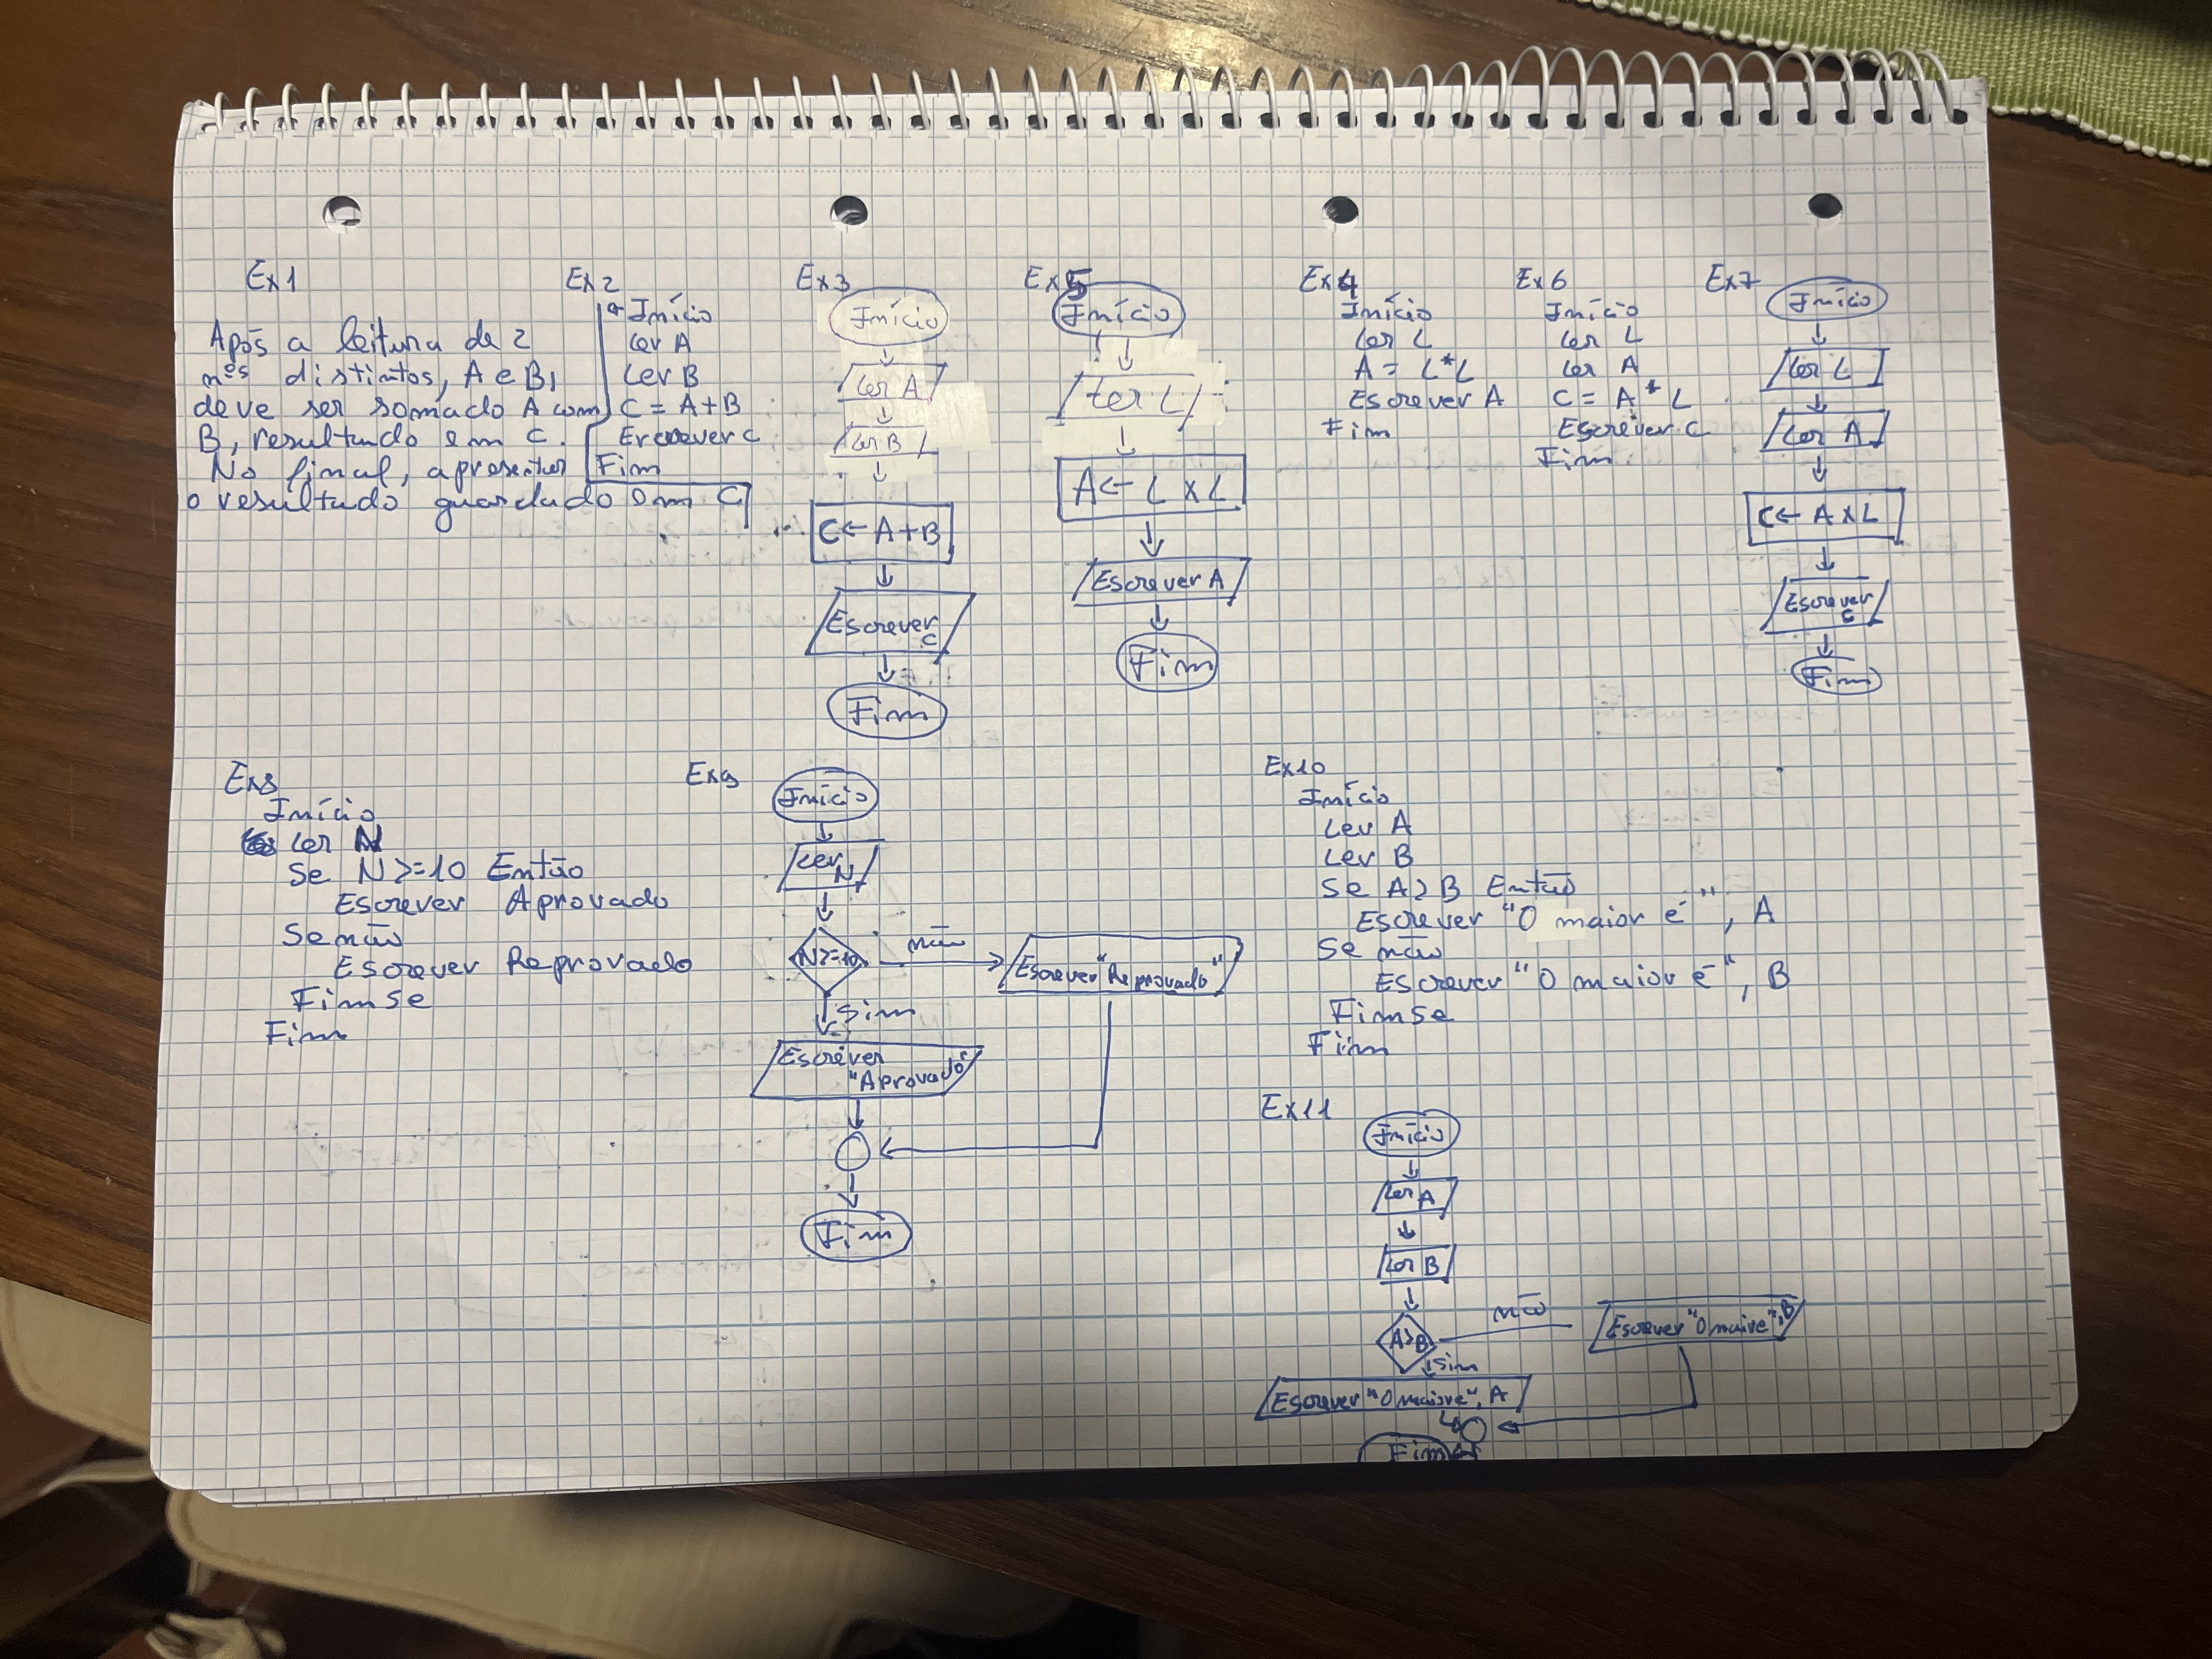 Ex1
Após a leitura de 2
nºs distintos, A e B,
deve ser somado A com
B, resultando em C.
No final, apresentar
o resultado guardado em C
Ex2
Início
Ler A
Ler B
C = A+B
Escrever C
Fim
Ex3
Início
Ler A
Ler B
C ← A+B
Escrever
C
Fim
Ex5
Início
Ler L
A ← L x L
Escrever A
Fim
Ex4
Início
Ler L
A = L*L
Escrever A
Fim
Ex6
Início
Ler L
Ler A
C = A * L
Escrever C
Fim
Ex7
Início
Ler L
Ler A
C ← A x L
Escrever
C
Fim
Ex8
Início
Ler N
Se N >=10 Então
Escrever Aprovado
Senão
Escrever Reprovado
Fim se
Fim
Ex9
Início
Ler
N
N>=10
não
Escrever "Reprovado"
sim
Escrever
"Aprovado"
Fim
Ex10
Início
Ler A
Ler B
Se A > B Então
Escrever "O maior é", A
Senão
Escrever "O maior é", B
Fim se
Fim
Ex11
Início
Ler A
Ler B
A>B
não
Escrever "O maior é", B
sim
Escrever "O maior é", A
Fim